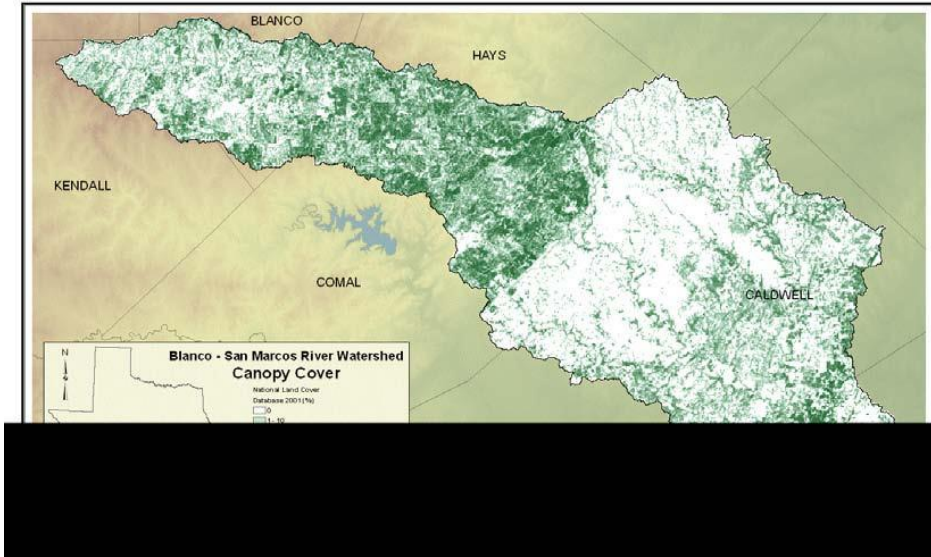 BLANCO
HAYS
KENDALL
COMAL
CALDWELL
N
Blanco - San Marcos River Watershed
Canopy Cover
National Land Cover
Database 2001 (%)
0
1 - 10